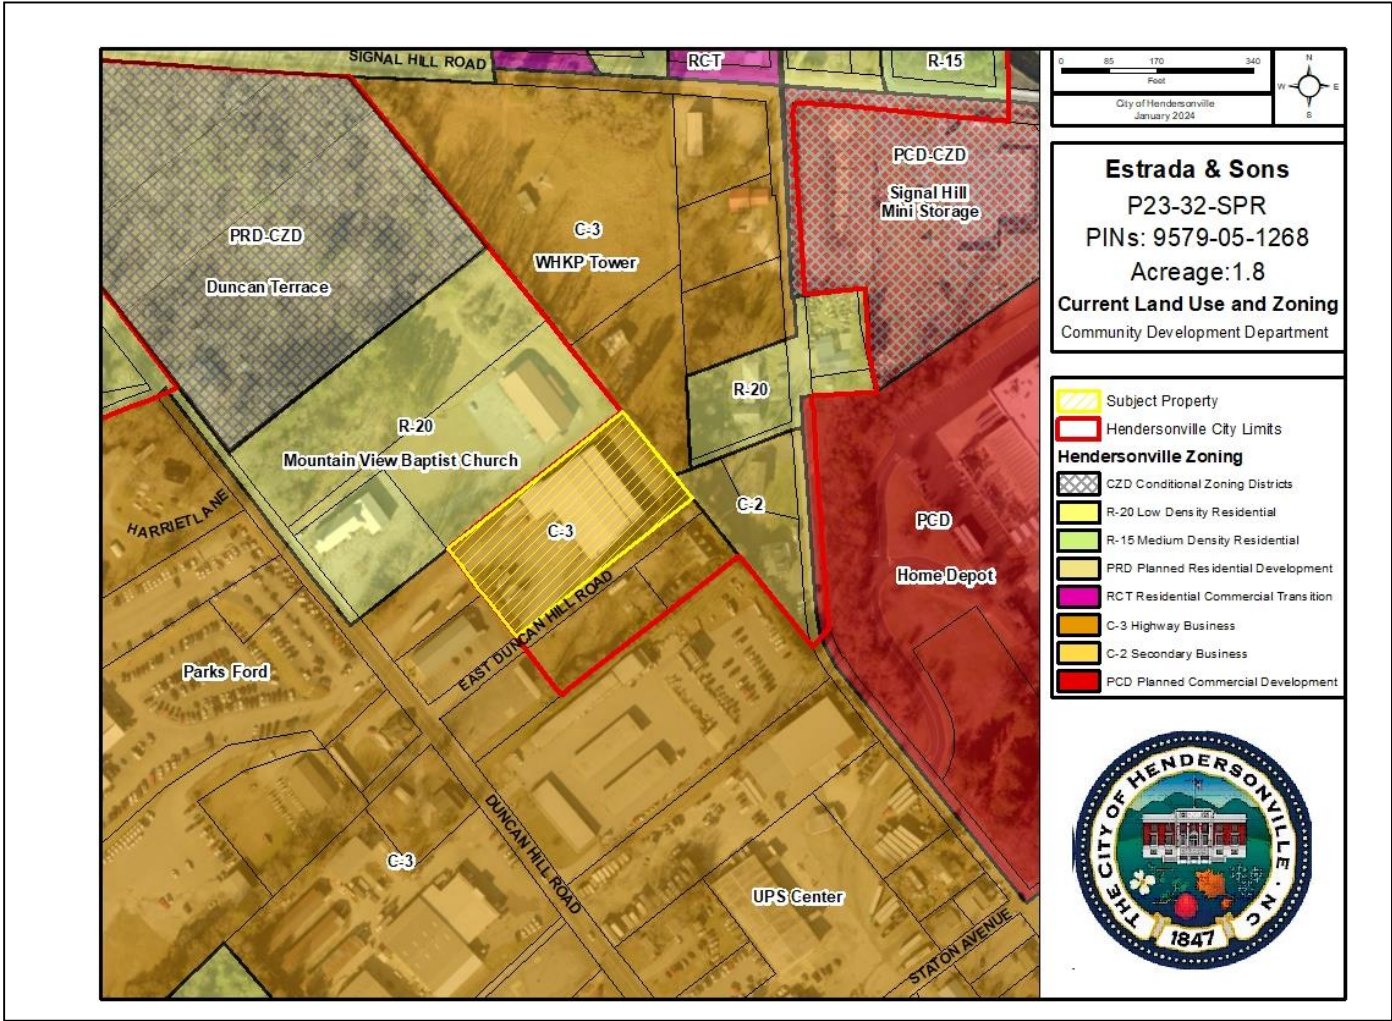 SIGNAL HILL ROAD
RCT
R-15
PRD-CZD
Duncan Terrace
C-3
WHKP Tower
PCD-CZD
Signal Hill
Mini Storage
R-20
R-20
Mountain View Baptist Church
HARRIET LANE
C-3
C-2
PCD
Home Depot
EAST DUNCAN HILL ROAD
Parks Ford
DUNCAN HILL ROAD
C-3
UPS Center
STATON AVENUE
0 85 170 340
Feet
N
W E
S
City of Hendersonville
January 2024
Estrada & Sons
P23-32-SPR
PINs: 9579-05-1268
Acreage:1.8
Current Land Use and Zoning
Community Development Department
Subject Property
Hendersonville City Limits
Hendersonville Zoning
CZD Conditional Zoning Districts
R-20 Low Density Residential
R-15 Medium Density Residential
PRD Planned Residential Development
RCT Residential Commercial Transition
C-3 Highway Business
C-2 Secondary Business
PCD Planned Commercial Development
THE CITY OF HENDERSONVILLE · NC
1847